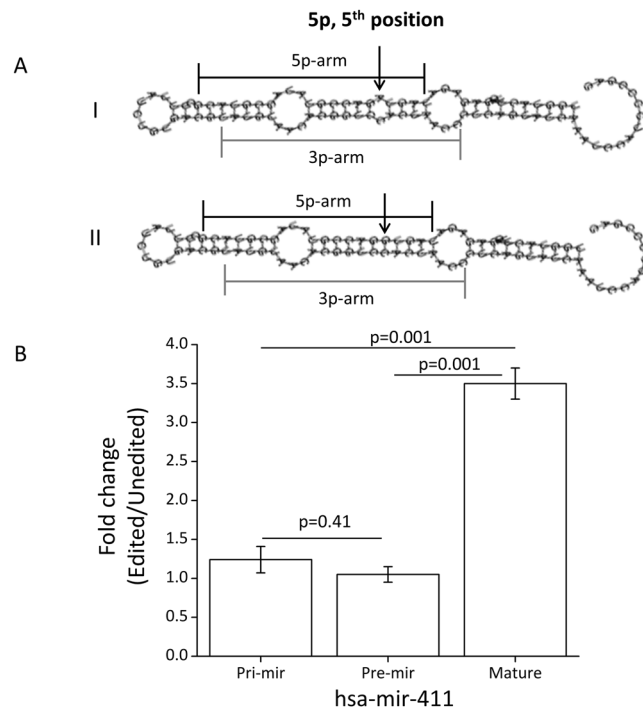 5p, 5th position
A
5p-arm
I
3p-arm
5p-arm
II
3p-arm
B
p=0.001
p=0.001
p=0.41
Fold change
(Edited/Unedited)
4.0
3.5
3.0
2.5
2.0
1.5
1.0
0.5
0.0
Pri-mir
Pre-mir
Mature
hsa-mir-411